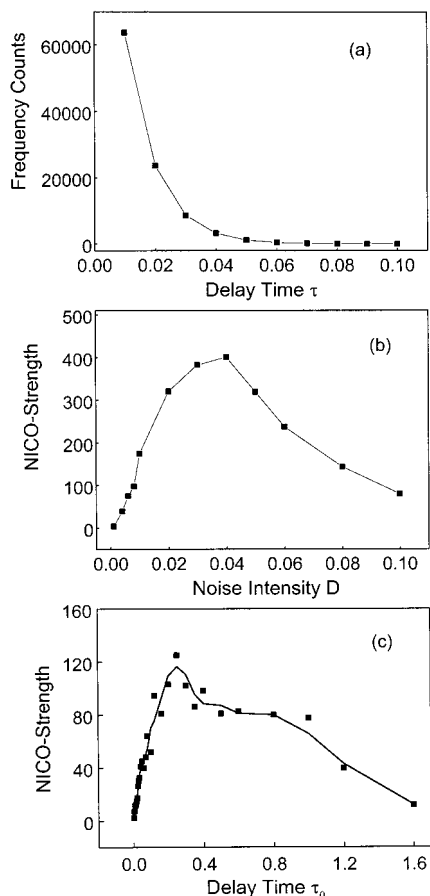 (a)
Frequency Counts
60000
40000
20000
0
0.00 0.02 0.04 0.06 0.08 0.10
Delay Time τ
(b)
NICO-Strength
500
400
300
200
100
0
0.00 0.02 0.04 0.06 0.08 0.10
Noise Intensity D
(c)
NICO-Strength
160
120
80
40
0
0.0 0.4 0.8 1.2 1.6
Delay Time τ₀